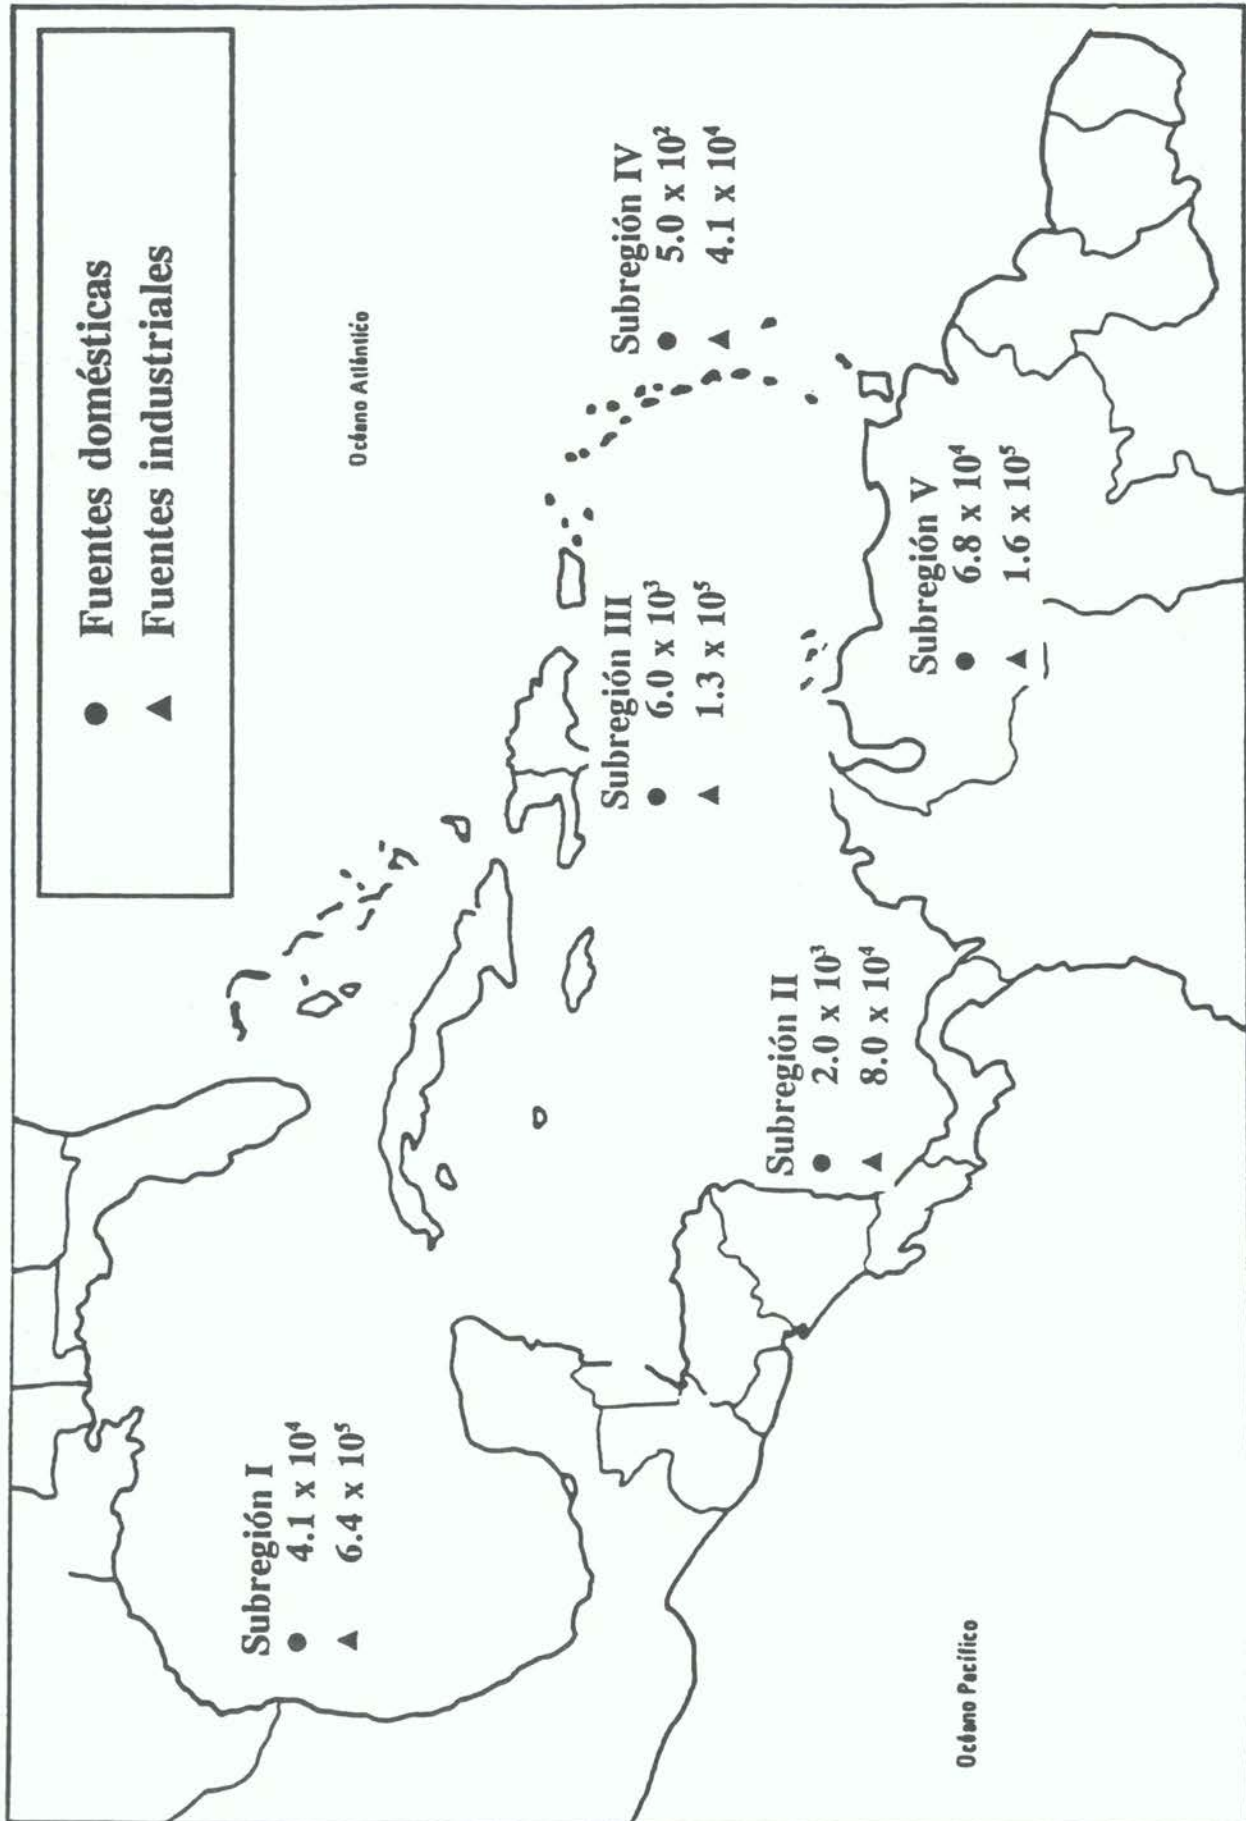 ● Fuentes domésticas
▲ Fuentes industriales
Océano Atlántico
Subregión I
● 4.1 x 10⁴
▲ 6.4 x 10⁵
Subregión II
● 2.0 x 10³
▲ 8.0 x 10⁴
Subregión III
● 6.0 x 10³
▲ 1.3 x 10⁵
Subregión IV
● 5.0 x 10²
▲ 4.1 x 10⁴
Subregión V
● 6.8 x 10⁴
▲ 1.6 x 10⁵
Océano Pacífico